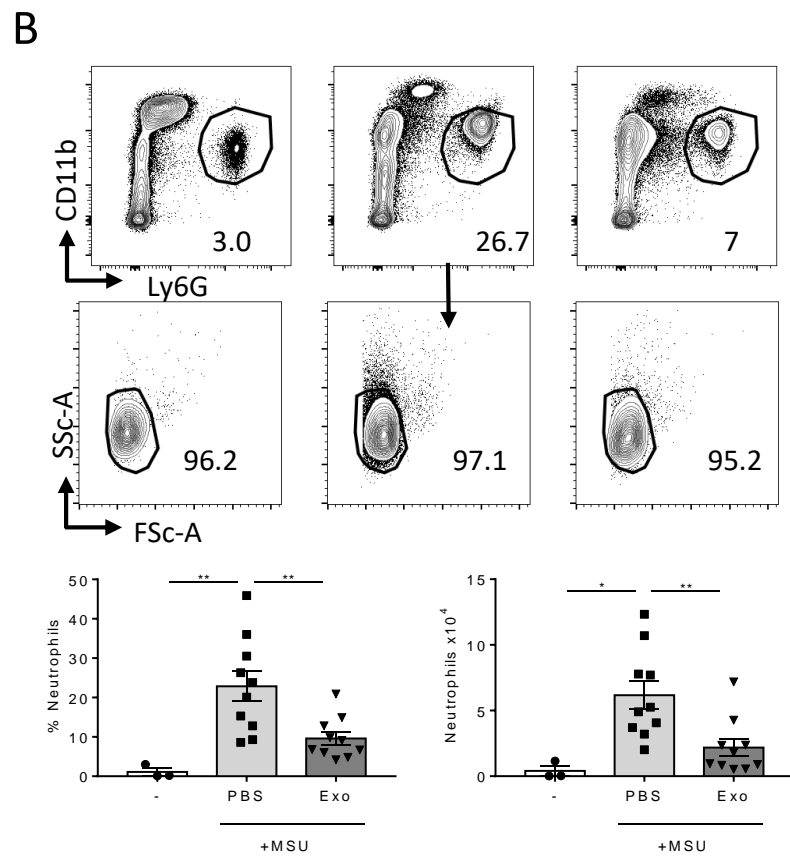 B
CD11b
3.0
26.7
7
Ly6G
SSc-A
96.2
97.1
95.2
FSc-A
% Neutrophils
50
40
30
20
10
0
** **
- PBS Exo
+MSU
Neutrophils x10⁴
15
10
5
0
* **
- PBS Exo
+MSU